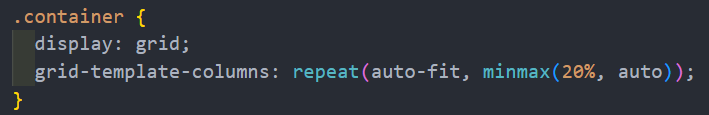 .container {
  display: grid;
  grid-template-columns: repeat(auto-fit, minmax(20%, auto));
}